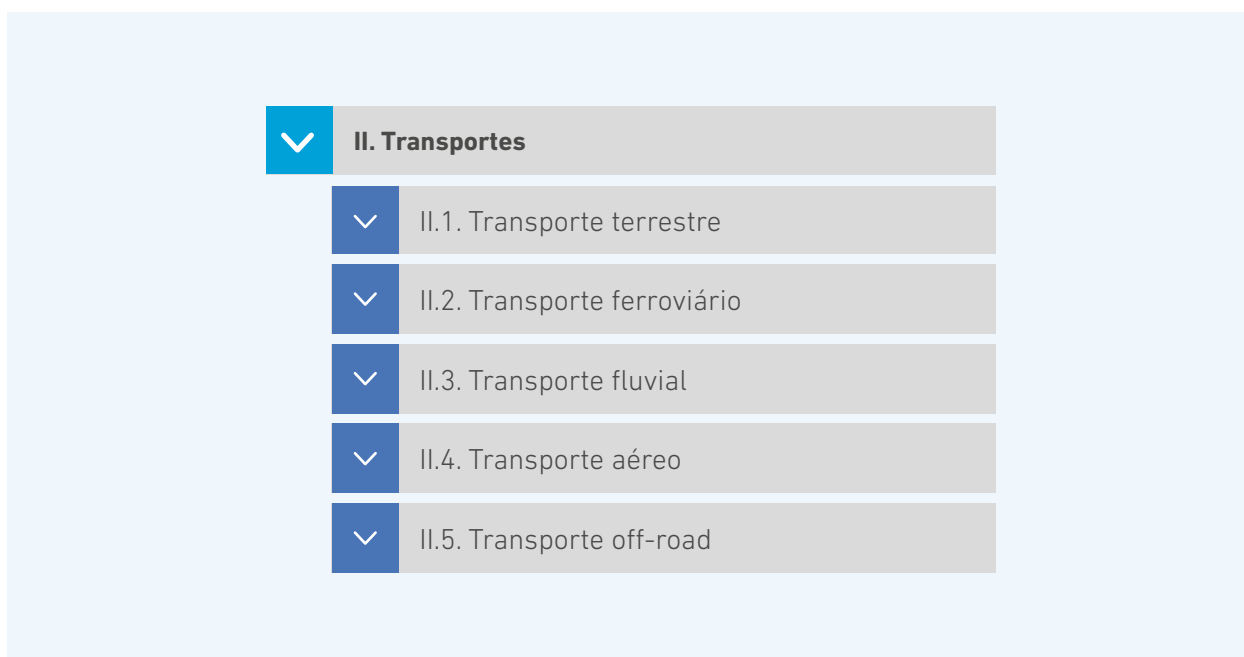 II. Transportes
II.1. Transporte terrestre
II.2. Transporte ferroviário
II.3. Transporte fluvial
II.4. Transporte aéreo
II.5. Transporte off-road